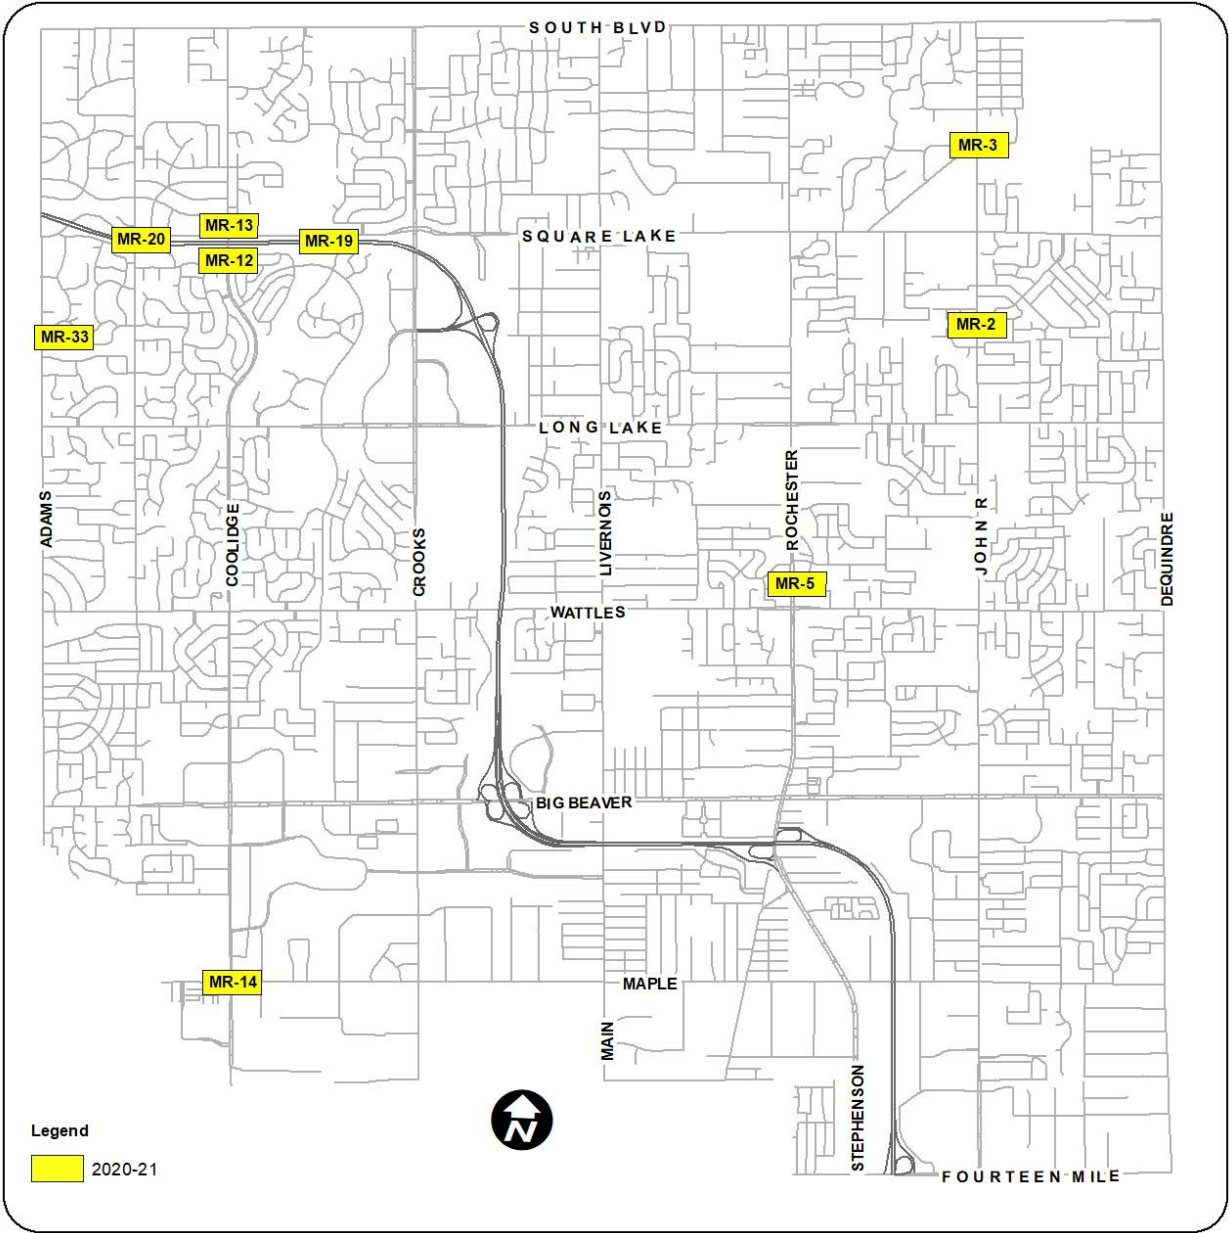 SOUTH BLVD
MR-3
MR-13
MR-20
MR-19
SQUARE LAKE
MR-12
MR-2
MR-33
LONG LAKE
ADAMS
COOLIDGE
CROOKS
LIVERNOIS
ROCHESTER
JOHN R
DEQUINDRE
MR-5
WATTLES
BIG BEAVER
MR-14
MAPLE
MAIN
STEPHENSON
N
Legend
2020-21
FOURTEEN MILE